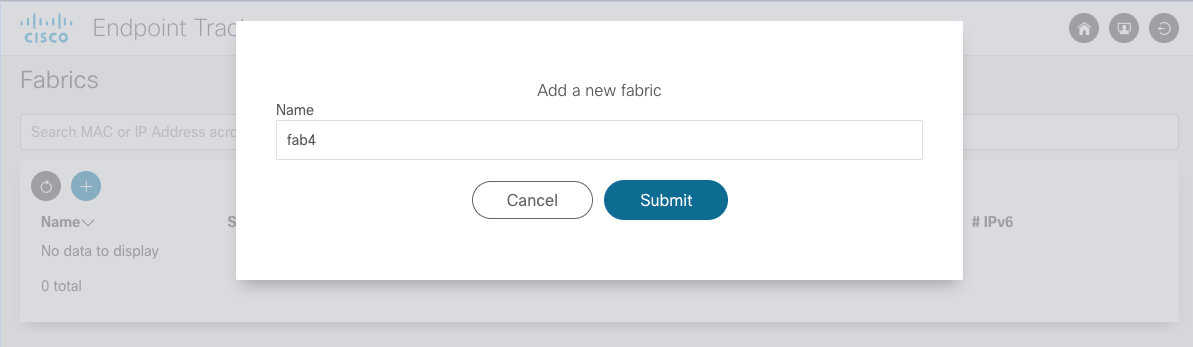 CISCO
Endpoint Trac
Fabrics
Add a new fabric
Name
Search MAC or IP Address acro
fab4
Cancel
Submit
Name
S
# IPv6
No data to display
0 total